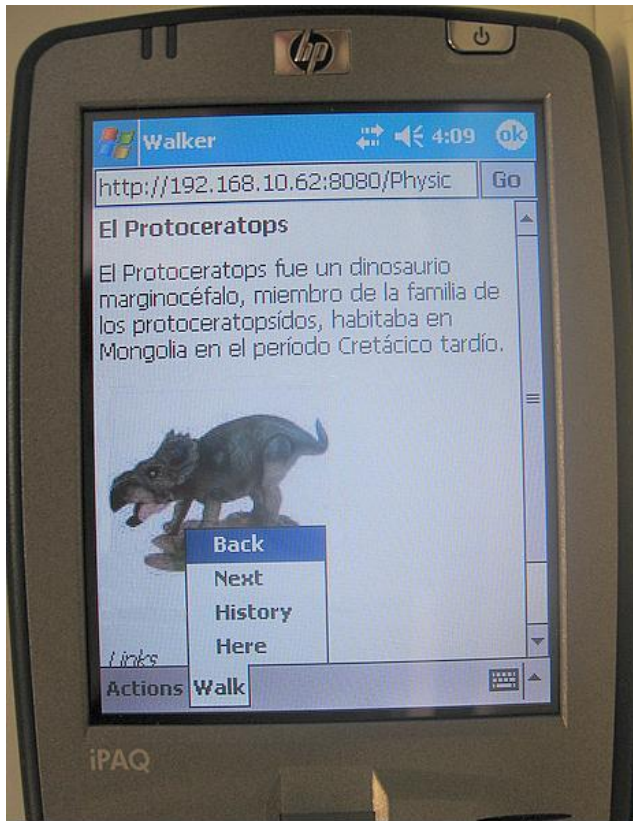 hp
Walker 4:09 ok
http://192.168.10.62:8080/Physic Go
El Protoceratops
El Protoceratops fue un dinosaurio
marginocéfalo, miembro de la familia de
los protoceratopsídos, habitaba en
Mongolia en el período Cretácico tardío.
Back
Next
History
Here
Links
Actions Walk
iPAQ